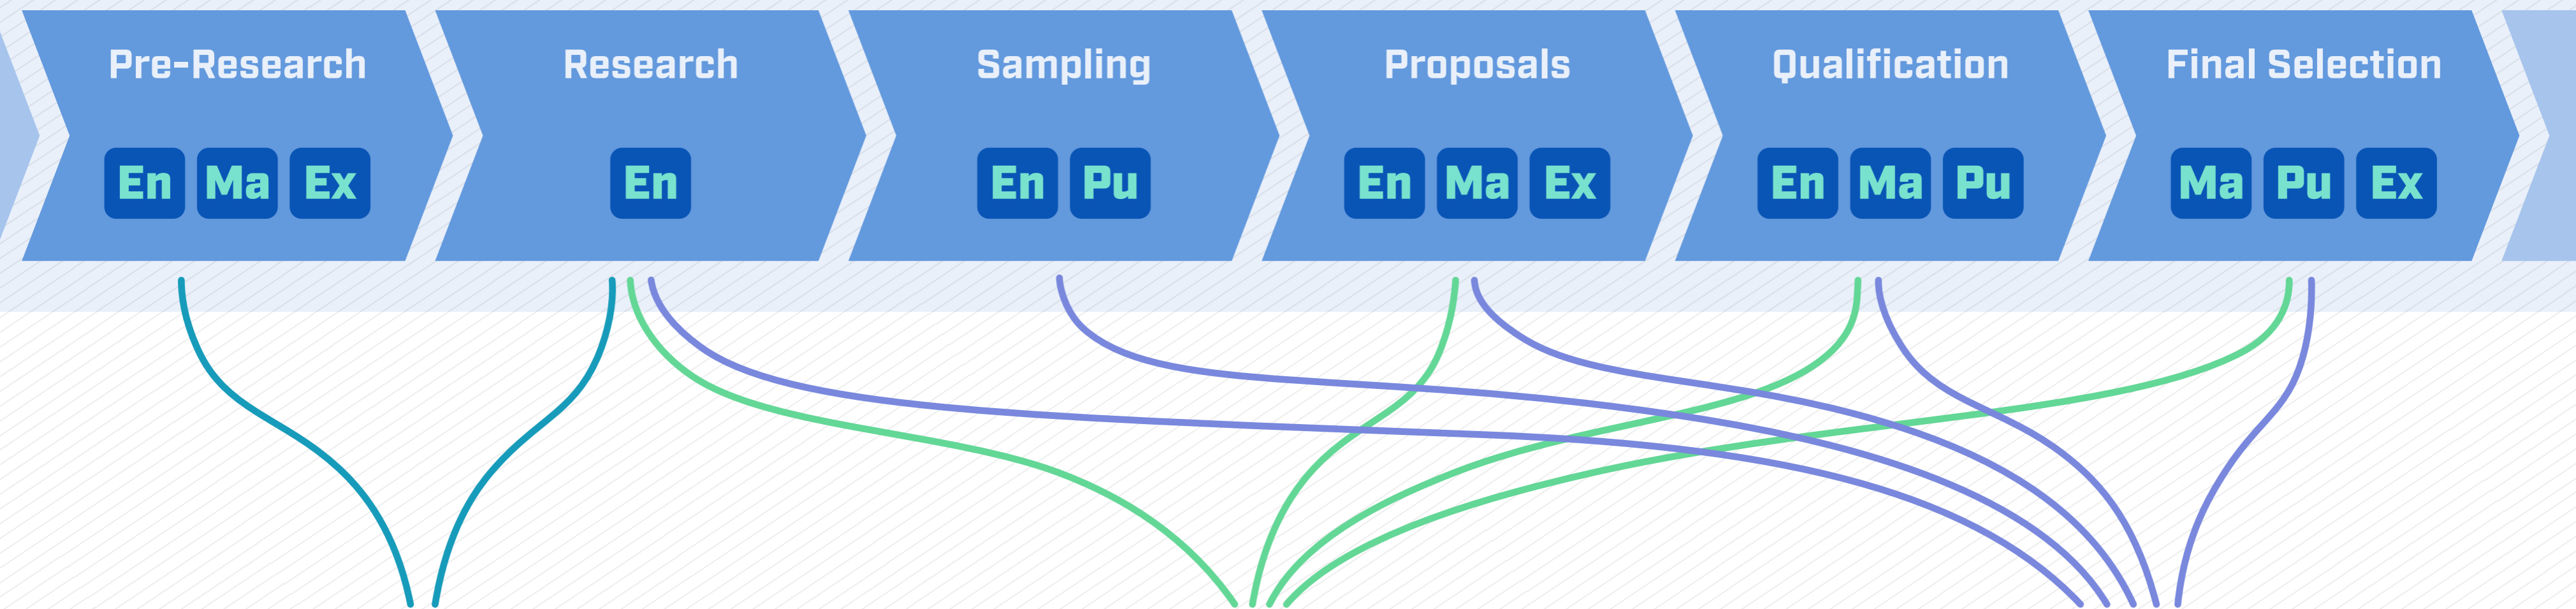 Pre-Research
En Ma Ex
Research
En
Sampling
En Pu
Proposals
En Ma Ex
Qualification
En Ma Pu
Final Selection
Ma Pu Ex